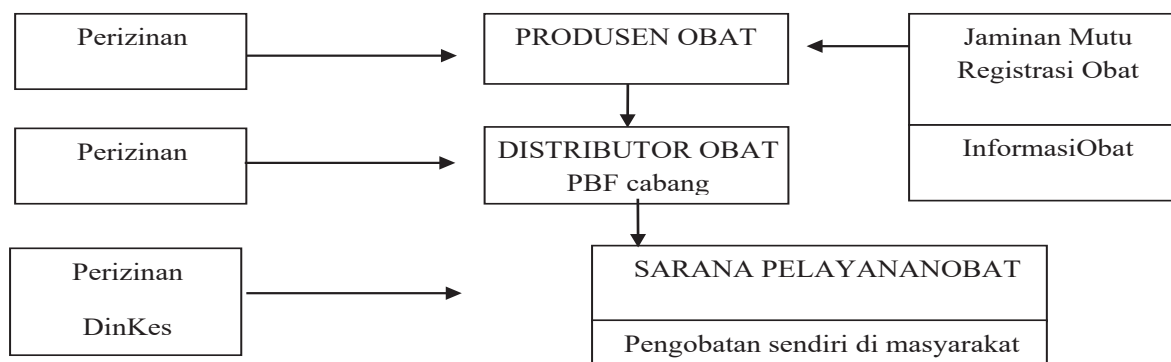 Perizinan
PRODUSEN OBAT
Jaminan Mutu
Registrasi Obat
Perizinan
DISTRIBUTOR OBAT
PBF cabang
InformasiObat
Perizinan
DinKes
SARANA PELAYANANOBAT
Pengobatan sendiri di masyarakat